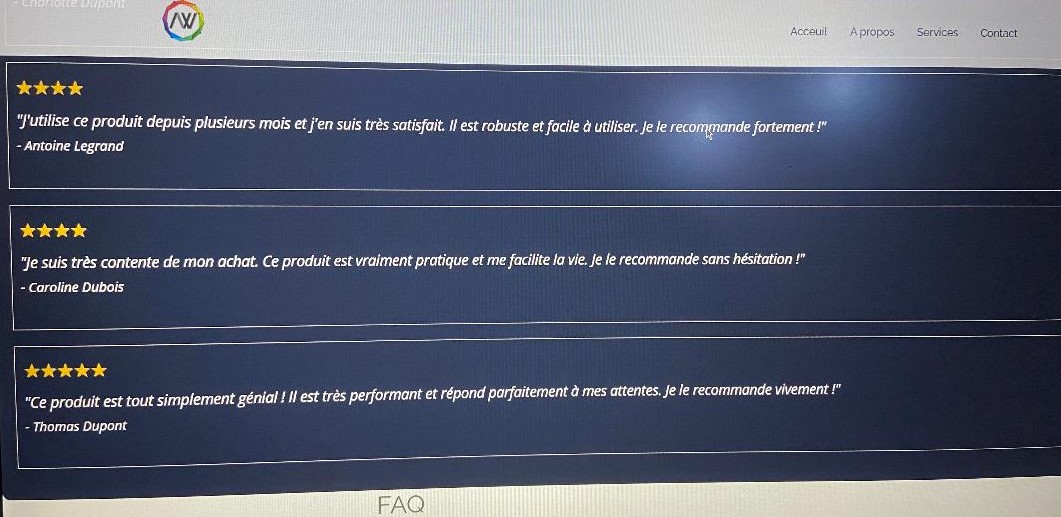 - Charlotte Dupont
AW
Acceuil À propos Services Contact
"J'utilise ce produit depuis plusieurs mois et j'en suis très satisfait. Il est robuste et facile à utiliser. Je le recommande fortement !"
- Antoine Legrand
"Je suis très contente de mon achat. Ce produit est vraiment pratique et me facilite la vie. Je le recommande sans hésitation !"
- Caroline Dubois
"Ce produit est tout simplement génial ! Il est très performant et répond parfaitement à mes attentes. Je le recommande vivement !"
- Thomas Dupont
FAQ